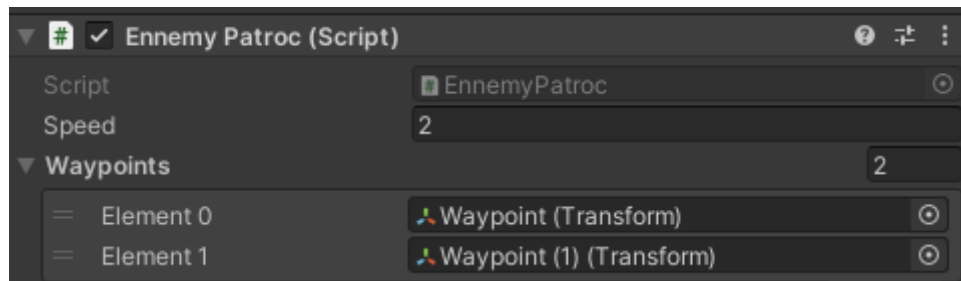 # Ennemy Patroc (Script)
Script EnnemyPatroc
Speed 2
Waypoints 2
Element 0 Waypoint (Transform)
Element 1 Waypoint (1) (Transform)